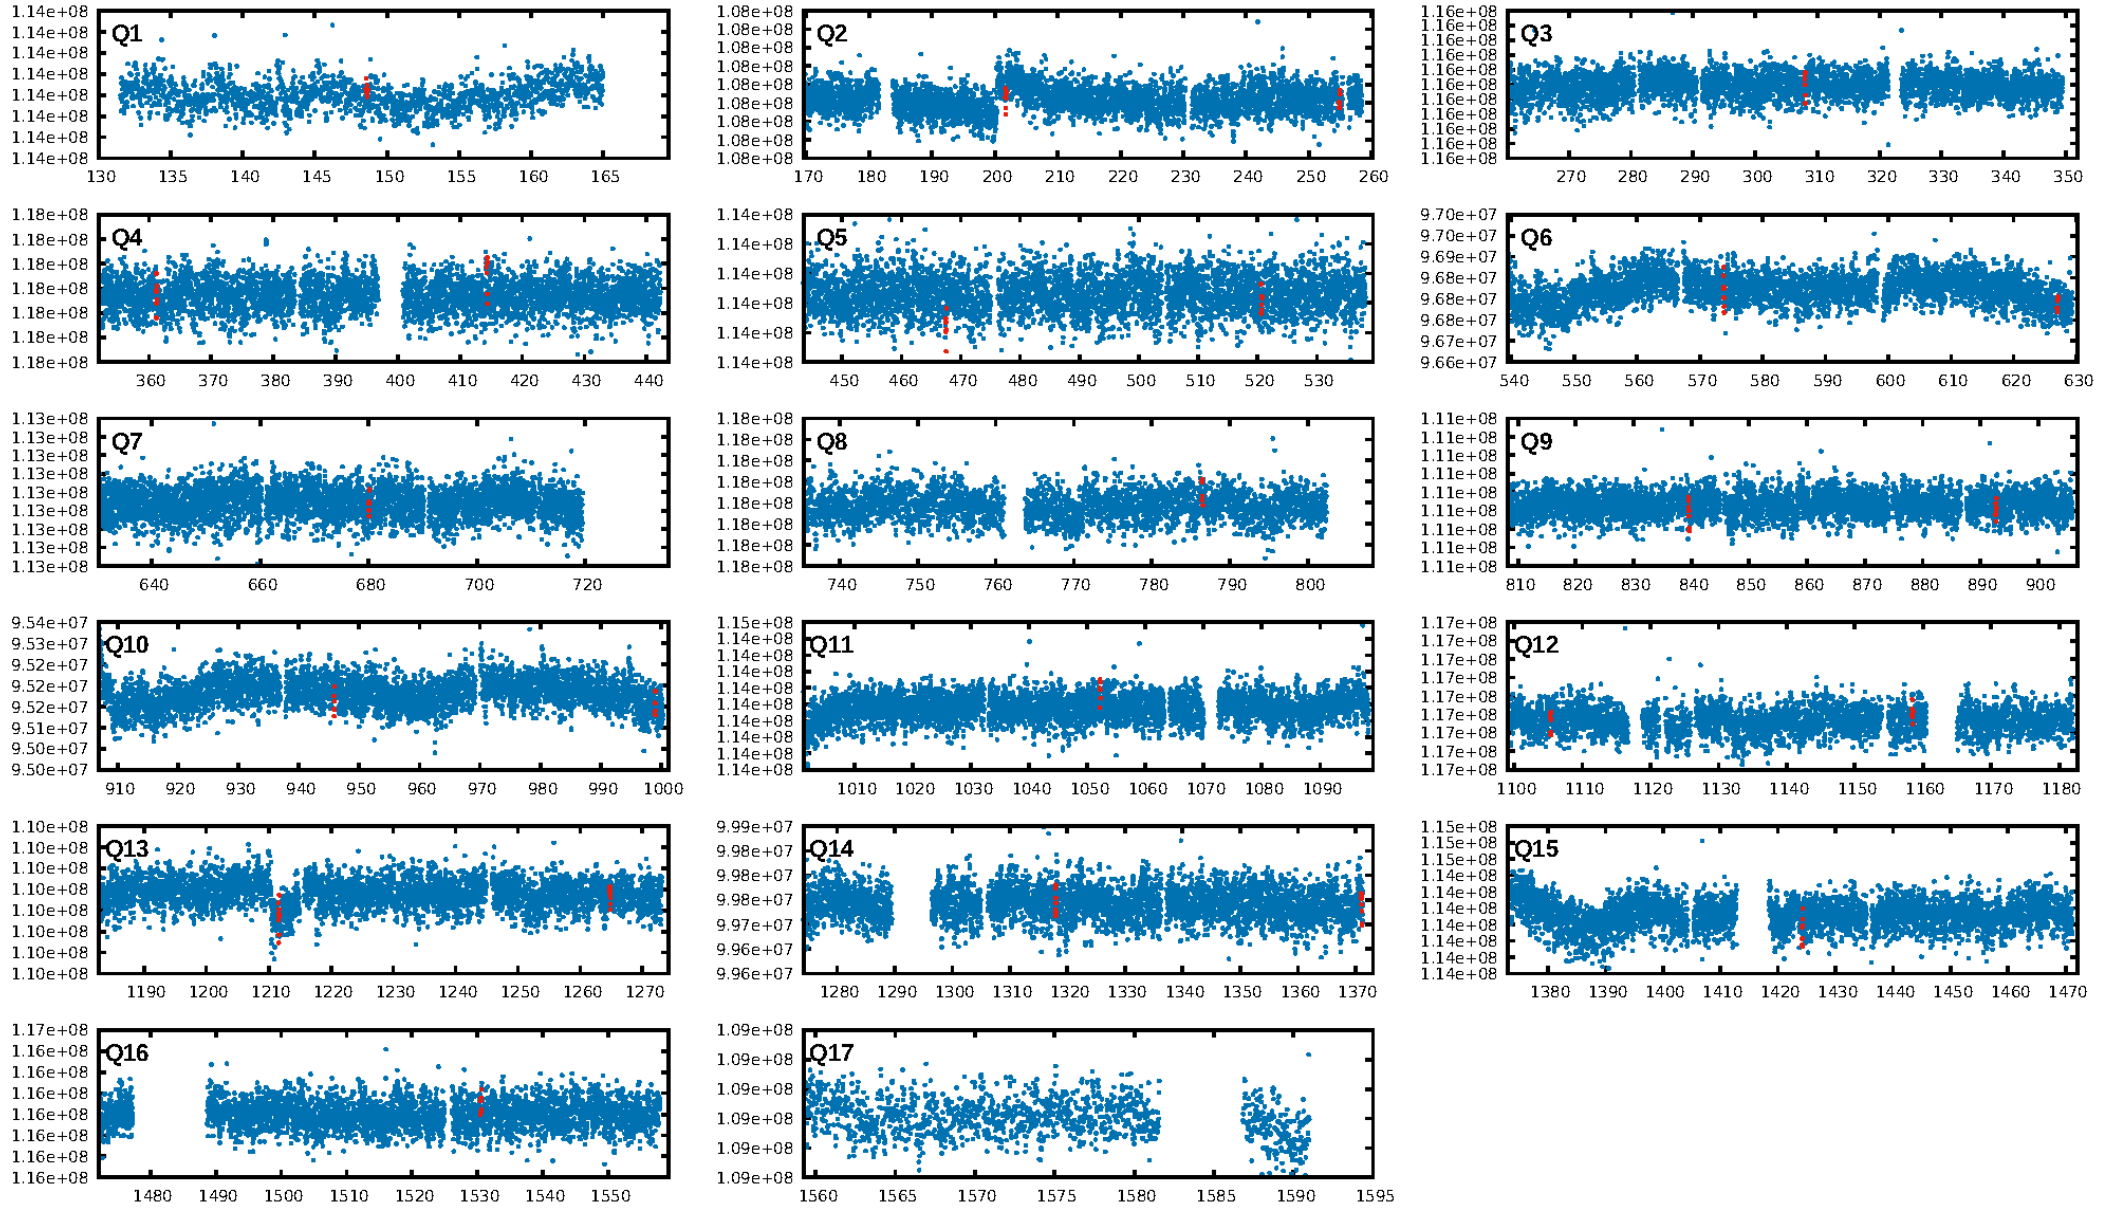 Q1
1.14e+08
1.14e+08
1.14e+08
1.14e+08
1.14e+08
1.14e+08
1.14e+08
1.14e+08
130 135 140 145 150 155 160 165
Q2
1.08e+08
1.08e+08
1.08e+08
1.08e+08
1.08e+08
1.08e+08
1.08e+08
1.08e+08
1.08e+08
170 180 190 200 210 220 230 240 250 260
Q3
1.16e+08
1.16e+08
1.16e+08
1.16e+08
1.16e+08
1.16e+08
1.16e+08
1.16e+08
1.16e+08
1.16e+08
1.16e+08
270 280 290 300 310 320 330 340 350
Q4
1.18e+08
1.18e+08
1.18e+08
1.18e+08
1.18e+08
1.18e+08
1.18e+08
360 370 380 390 400 410 420 430 440
Q5
1.14e+08
1.14e+08
1.14e+08
1.14e+08
1.14e+08
1.14e+08
450 460 470 480 490 500 510 520 530
Q6
9.70e+07
9.70e+07
9.69e+07
9.68e+07
9.68e+07
9.68e+07
9.67e+07
9.66e+07
540 550 560 570 580 590 600 610 620 630
Q7
1.13e+08
1.13e+08
1.13e+08
1.13e+08
1.13e+08
1.13e+08
1.13e+08
1.13e+08
1.13e+08
640 660 680 700 720
Q8
1.18e+08
1.18e+08
1.18e+08
1.18e+08
1.18e+08
1.18e+08
1.18e+08
1.18e+08
740 750 760 770 780 790 800
Q9
1.11e+08
1.11e+08
1.11e+08
1.11e+08
1.11e+08
1.11e+08
1.11e+08
1.11e+08
1.11e+08
810 820 830 840 850 860 870 880 890 900
Q10
9.54e+07
9.53e+07
9.52e+07
9.52e+07
9.52e+07
9.51e+07
9.50e+07
9.50e+07
910 920 930 940 950 960 970 980 990 1000
Q11
1.15e+08
1.14e+08
1.14e+08
1.14e+08
1.14e+08
1.14e+08
1.14e+08
1.14e+08
1.14e+08
1.14e+08
1010 1020 1030 1040 1050 1060 1070 1080 1090
Q12
1.17e+08
1.17e+08
1.17e+08
1.17e+08
1.17e+08
1.17e+08
1.17e+08
1.17e+08
1.17e+08
1100 1110 1120 1130 1140 1150 1160 1170 1180
Q13
1.10e+08
1.10e+08
1.10e+08
1.10e+08
1.10e+08
1.10e+08
1.10e+08
1.10e+08
1190 1200 1210 1220 1230 1240 1250 1260 1270
Q14
9.99e+07
9.98e+07
9.98e+07
9.98e+07
9.97e+07
9.96e+07
9.96e+07
1280 1290 1300 1310 1320 1330 1340 1350 1360 1370
Q15
1.15e+08
1.15e+08
1.15e+08
1.14e+08
1.14e+08
1.14e+08
1.14e+08
1.14e+08
1.14e+08
1.14e+08
1380 1390 1400 1410 1420 1430 1440 1450 1460 1470
Q16
1.17e+08
1.16e+08
1.16e+08
1.16e+08
1.16e+08
1.16e+08
1.16e+08
1.16e+08
1480 1490 1500 1510 1520 1530 1540 1550
Q17
1.09e+08
1.09e+08
1.09e+08
1.09e+08
1.09e+08
1.09e+08
1560 1565 1570 1575 1580 1585 1590 1595